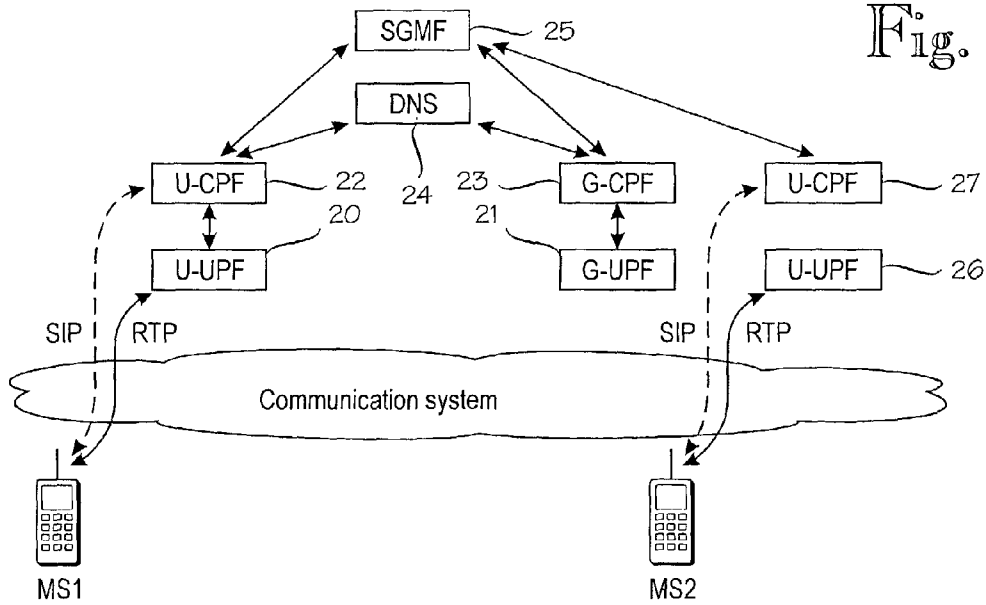 Fig.
SGMF 25
DNS
24
U-CPF 22
23 G-CPF
U-CPF 27
20
21
U-UPF
G-UPF
U-UPF 26
SIP RTP
SIP RTP
Communication system
MS1
MS2